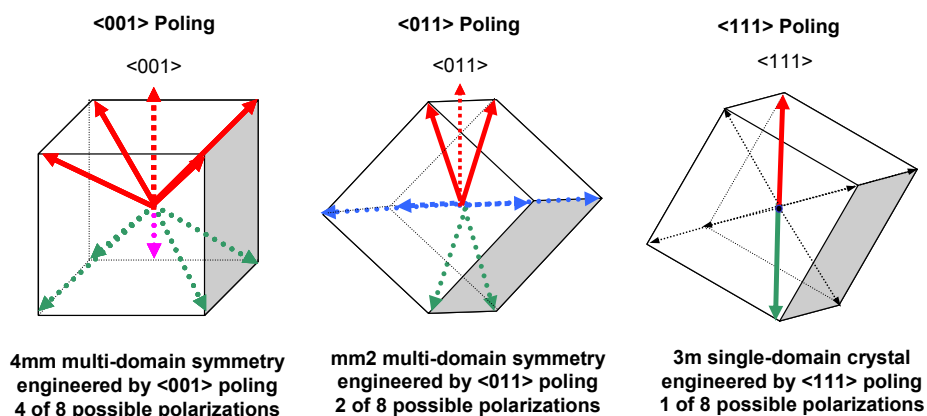 <001> Poling
<011> Poling
<111> Poling
<001>
<011>
<111>
4mm multi-domain symmetry
engineered by <001> poling
4 of 8 possible polarizations
mm2 multi-domain symmetry
engineered by <011> poling
2 of 8 possible polarizations
3m single-domain crystal
engineered by <111> poling
1 of 8 possible polarizations